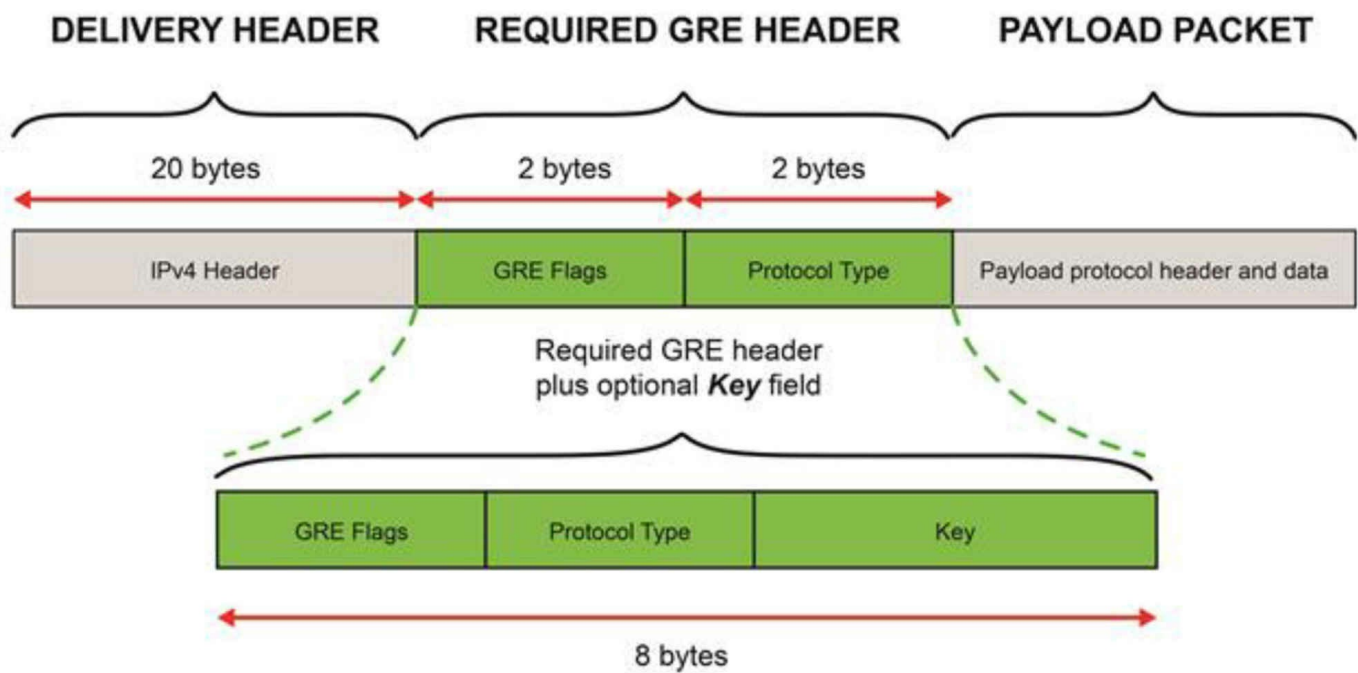 DELIVERY HEADER
REQUIRED GRE HEADER
PAYLOAD PACKET
20 bytes
2 bytes
2 bytes
IPv4 Header
GRE Flags
Protocol Type
Payload protocol header and data
Required GRE header
plus optional Key field
GRE Flags
Protocol Type
Key
8 bytes